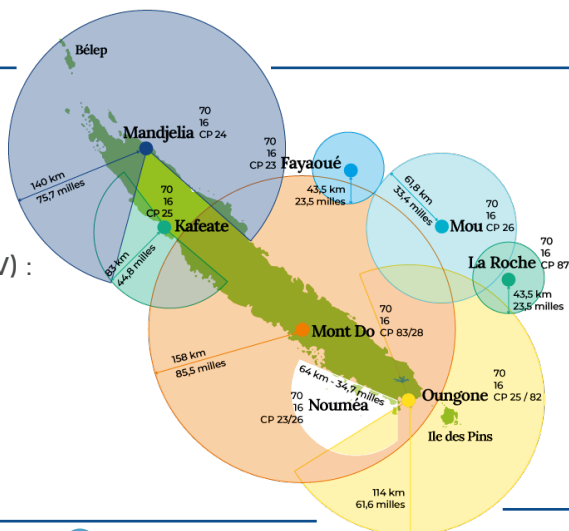 Bélep
70
16
CP 24
Mandjelia
140 km
75,7 milles
70
16
CP 23
Fayaoué
43,5 km
23,5 milles
61,8 km
33,4 milles
70
16
CP 26
Mou
70
16
CP 25
Kafeate
83 km
44,8 milles
V) :
70
16
CP 87
La Roche
43,5 km
23,5 milles
70
16
CP 83/28
Mont Do
158 km
85,5 milles
64 km - 34,7 milles
70
16
CP 23/26
Nouméa
70
16
CP 25 / 82
Oungone
Ile des Pins
114 km
61,6 milles